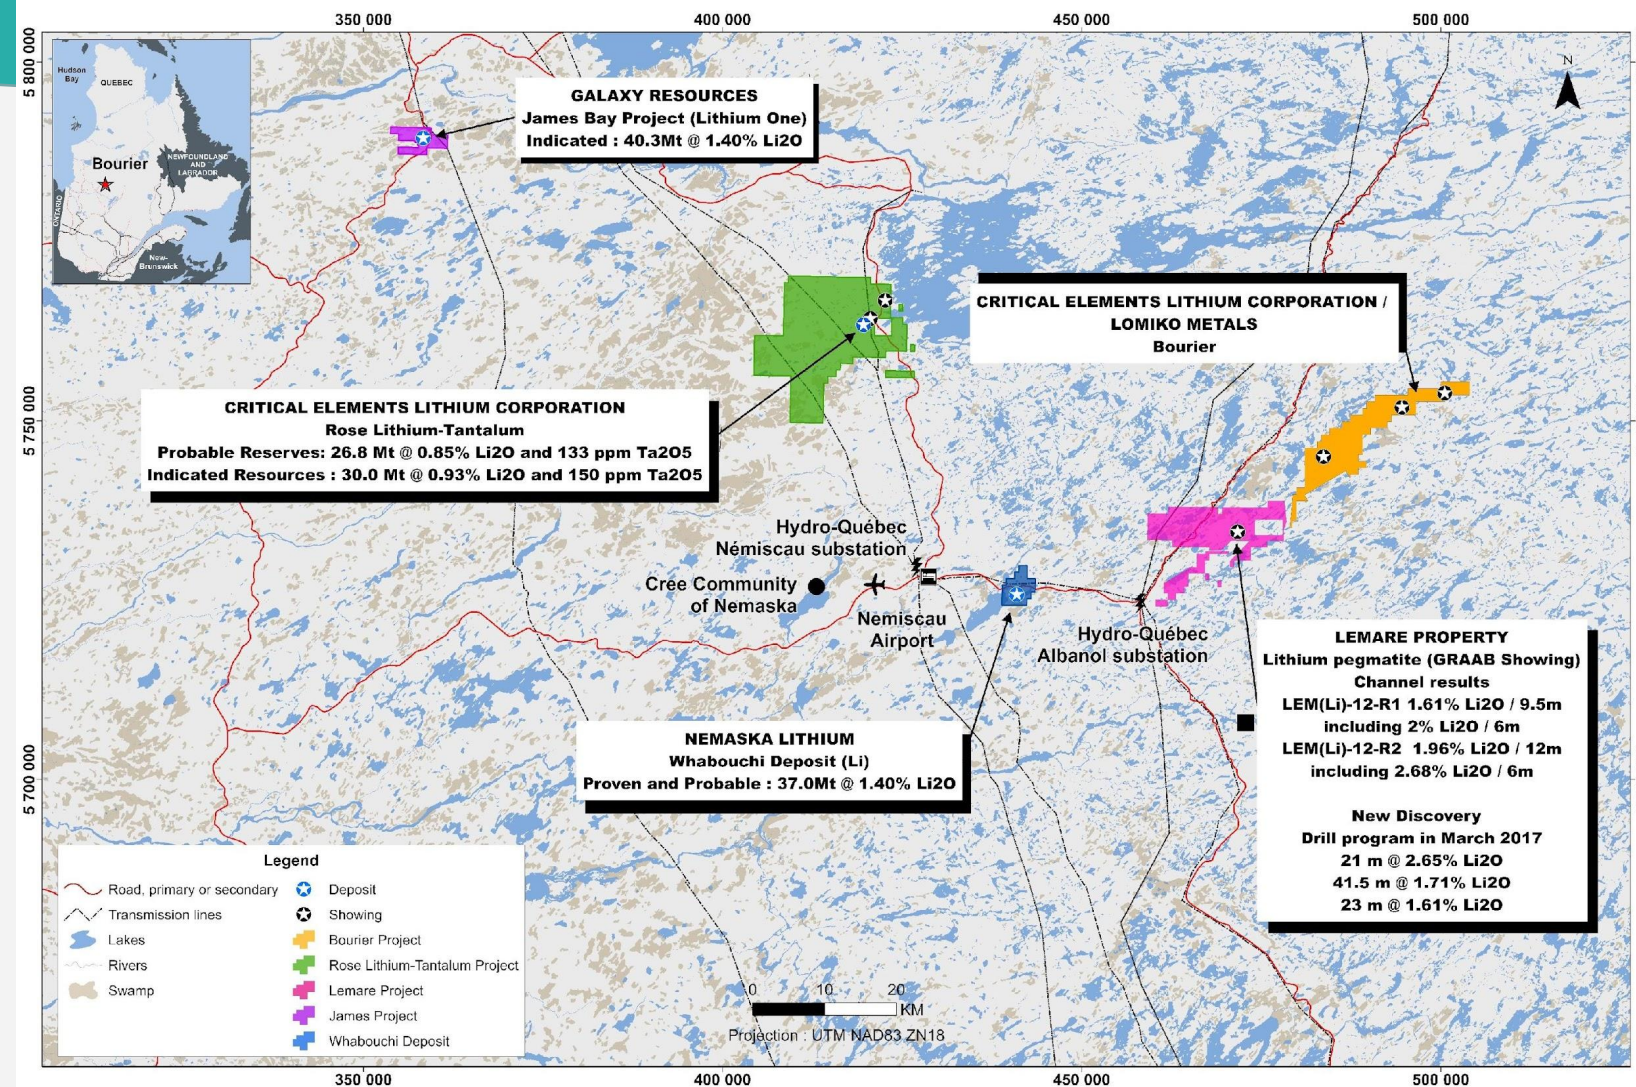 350 000
400 000
450 000
500 000
5 800 000
5 750 000
5 700 000
Hudson
Bay
QUEBEC
Bourier
NEWFOUNDLAND
AND
LABRADOR
ONTARIO
New-
Brunswick
N
GALAXY RESOURCES
James Bay Project (Lithium One)
Indicated : 40.3Mt @ 1.40% Li2O
CRITICAL ELEMENTS LITHIUM CORPORATION /
LOMIKO METALS
Bourier
CRITICAL ELEMENTS LITHIUM CORPORATION
Rose Lithium-Tantalum
Probable Reserves: 26.8 Mt @ 0.85% Li2O and 133 ppm Ta2O5
Indicated Resources : 30.0 Mt @ 0.93% Li2O and 150 ppm Ta2O5
Hydro-Québec
Némiscau substation
Cree Community
of Nemaska
Nemiscau
Airport
Hydro-Québec
Albanol substation
NEMASKA LITHIUM
Whabouchi Deposit (Li)
Proven and Probable : 37.0Mt @ 1.40% Li2O
LEMARE PROPERTY
Lithium pegmatite (GRAAB Showing)
Channel results
LEM(Li)-12-R1 1.61% Li2O / 9.5m
including 2% Li2O / 6m
LEM(Li)-12-R2 1.96% Li2O / 12m
including 2.68% Li2O / 6m
New Discovery
Drill program in March 2017
21 m @ 2.65% Li2O
41.5 m @ 1.71% Li2O
23 m @ 1.61% Li2O
Legend
Road, primary or secondary
Transmission lines
Lakes
Rivers
Swamp
Deposit
Showing
Bourier Project
Rose Lithium-Tantalum Project
Lemare Project
James Project
Whabouchi Deposit
0 10 20
KM
Projection : UTM NAD83 ZN18
350 000
400 000
450 000
500 000